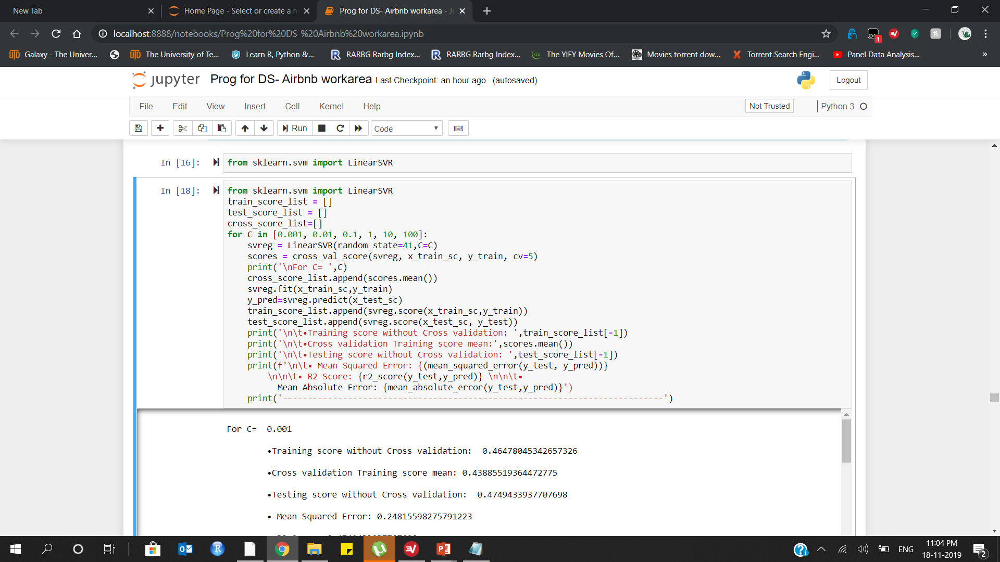 New Tab
Home Page - Select or create a n
Prog for DS- Airbnb workarea - J
localhost:8888/notebooks/Prog%20for%20DS-%20Airbnb%20workarea.ipynb
1
Galaxy - The Univer...
The University of Te...
Learn R, Python &...
RARBG Rarbg Index...
RARBG Rarbg Index...
The YIFY Movies Of...
Movies torrent dow...
Torrent Search Engi...
Panel Data Analysis...
»
jupyter Prog for DS- Airbnb workarea Last Checkpoint: an hour ago (autosaved)
Logout
File Edit View Insert Cell Kernel Help
Not Trusted
Python 3
Run
Code
In [16]: from sklearn.svm import LinearSVR
In [18]: from sklearn.svm import LinearSVR
train_score_list = []
test_score_list = []
cross_score_list=[]
for C in [0.001, 0.01, 0.1, 1, 10, 100]:
    svreg = LinearSVR(random_state=41,C=C)
    scores = cross_val_score(svreg, x_train_sc, y_train, cv=5)
    print('\nFor C= ',C)
    cross_score_list.append(scores.mean())
    svreg.fit(x_train_sc,y_train)
    y_pred=svreg.predict(x_test_sc)
    train_score_list.append(svreg.score(x_train_sc,y_train))
    test_score_list.append(svreg.score(x_test_sc, y_test))
    print('\n\t•Training score without Cross validation: ',train_score_list[-1])
    print('\n\t•Cross validation Training score mean:',scores.mean())
    print('\n\t•Testing score without Cross validation: ',test_score_list[-1])
    print(f'\n\t• Mean Squared Error: {(mean_squared_error(y_test, y_pred))}
        \n\n\t• R2 Score: {r2_score(y_test,y_pred)} \n\n\t•
          Mean Absolute Error: {mean_absolute_error(y_test,y_pred)}')
    print('----------------------------------------------------------------------------')
For C=  0.001
•Training score without Cross validation:  0.46478045342657326
•Cross validation Training score mean: 0.43885519364472775
•Testing score without Cross validation:  0.4749433937707698
• Mean Squared Error: 0.24815598275791223
ENG
11:04 PM
18-11-2019
2